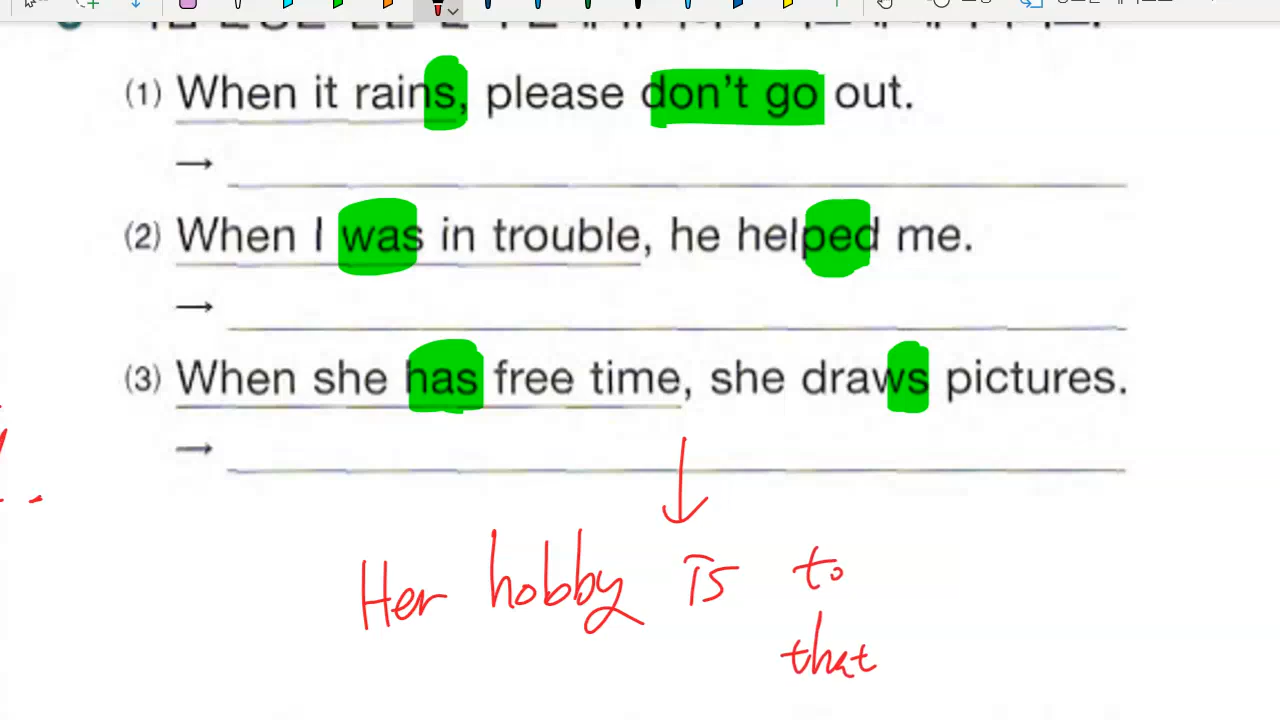 (1) When it rains, please don't go out.
→
(2) When I was in trouble, he helped me.
→
(3) When she has free time, she draws pictures.
→
Her hobby is to
that